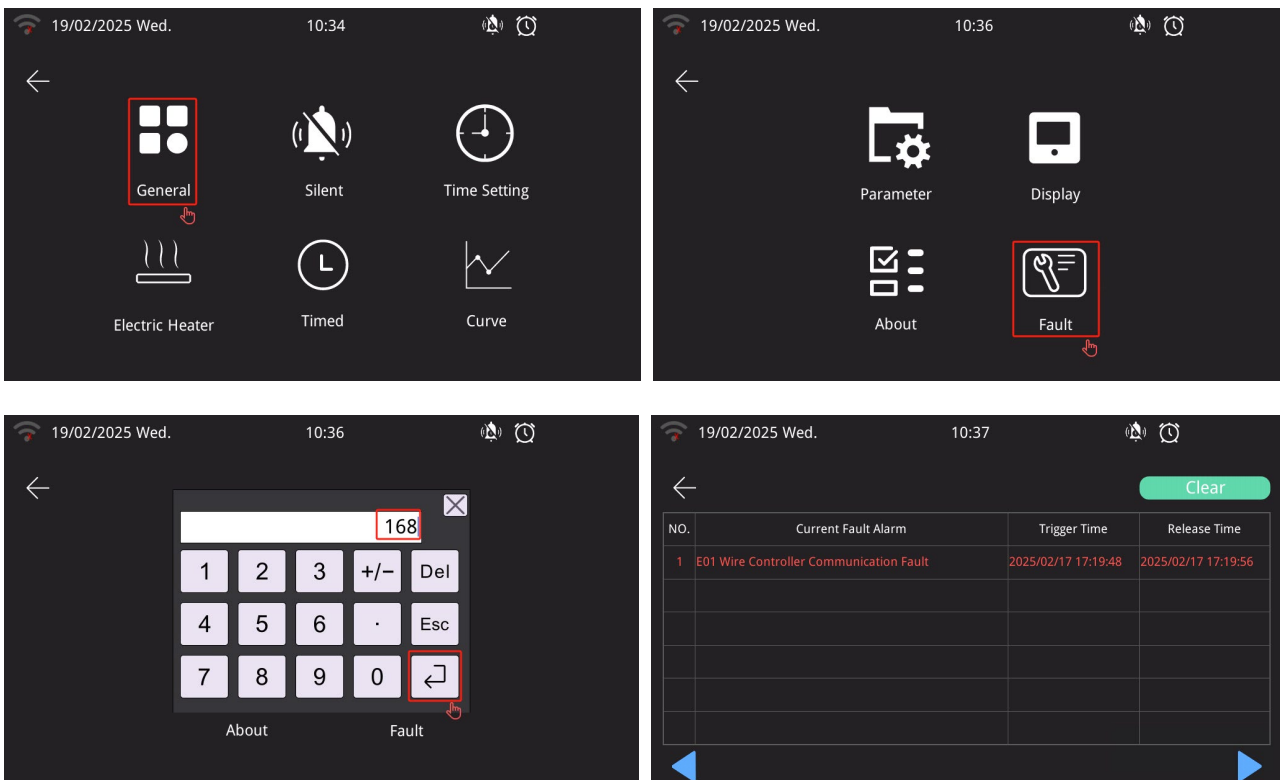 19/02/2025 Wed. 10:34
General Silent Time Setting
Electric Heater Timed Curve
19/02/2025 Wed. 10:36
Parameter Display
About Fault
19/02/2025 Wed. 10:36
168
1 2 3 +/− Del
4 5 6 · Esc
7 8 9 0
About Fault
19/02/2025 Wed. 10:37
Clear
NO. Current Fault Alarm Trigger Time Release Time
1 E01 Wire Controller Communication Fault 2025/02/17 17:19:48 2025/02/17 17:19:56